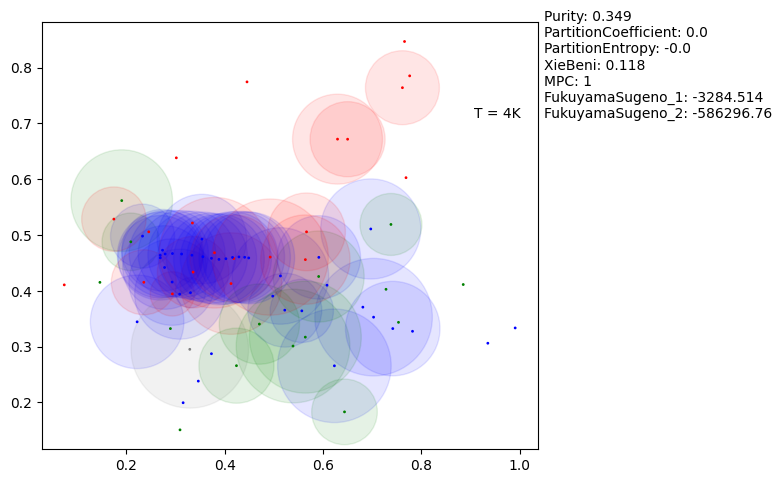 Purity: 0.349
PartitionCoefficient: 0.0
PartitionEntropy: -0.0
XieBeni: 0.118
MPC: 1
FukuyamaSugeno_1: -3284.514
FukuyamaSugeno_2: -586296.76
T = 4K
0.8
0.7
0.6
0.5
0.4
0.3
0.2
0.2 0.4 0.6 0.8 1.0